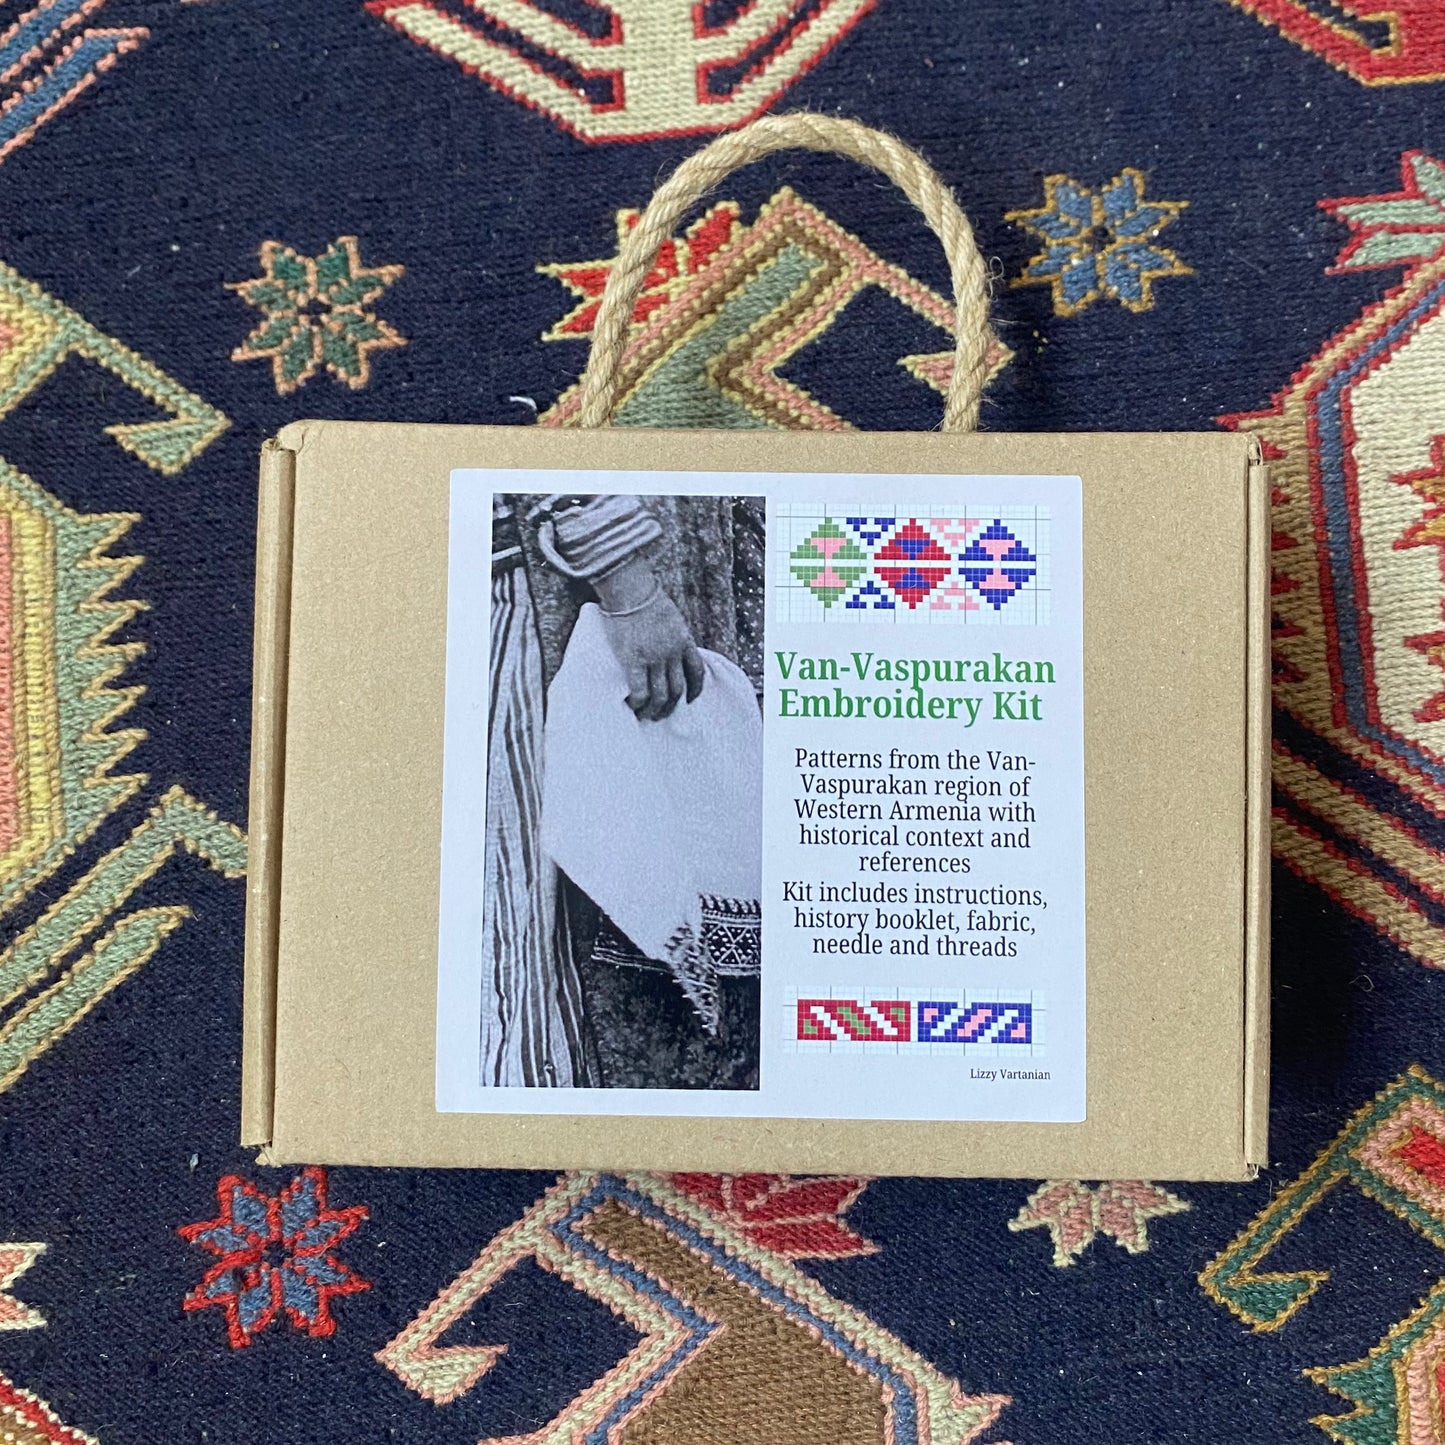 Van-Vaspurakan
Embroidery Kit
Patterns from the Van-
Vaspurakan region of
Western Armenia with
historical context and
references
Kit includes instructions,
history booklet, fabric,
needle and threads
Lizzy Vartanian